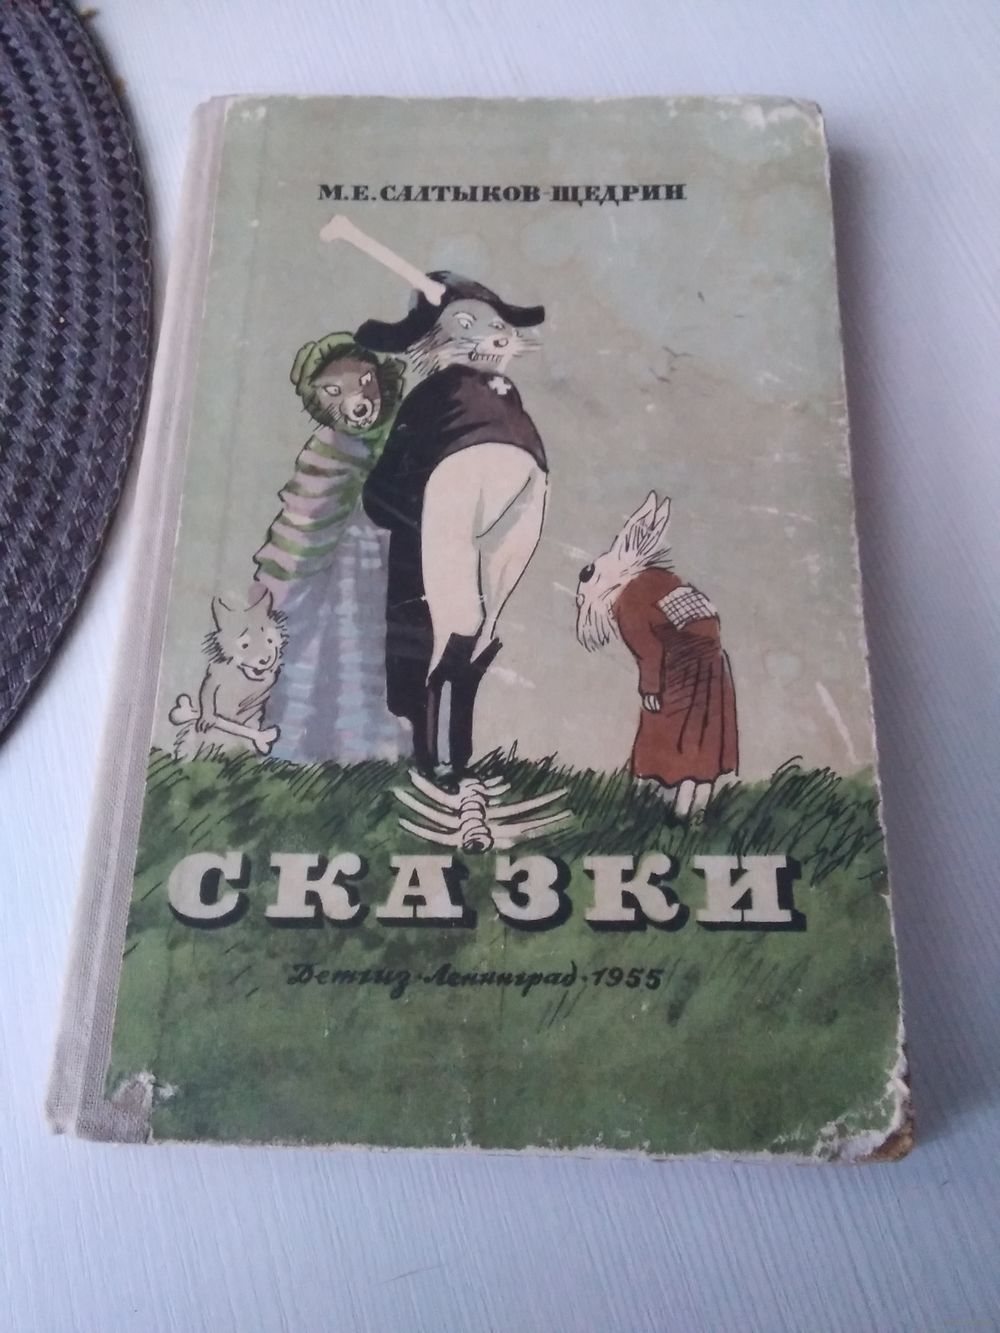 М.Е.САЛТЫКОВ-ЩЕДРИН
СКАЗКИ
Детгиз·Ленинград·1955